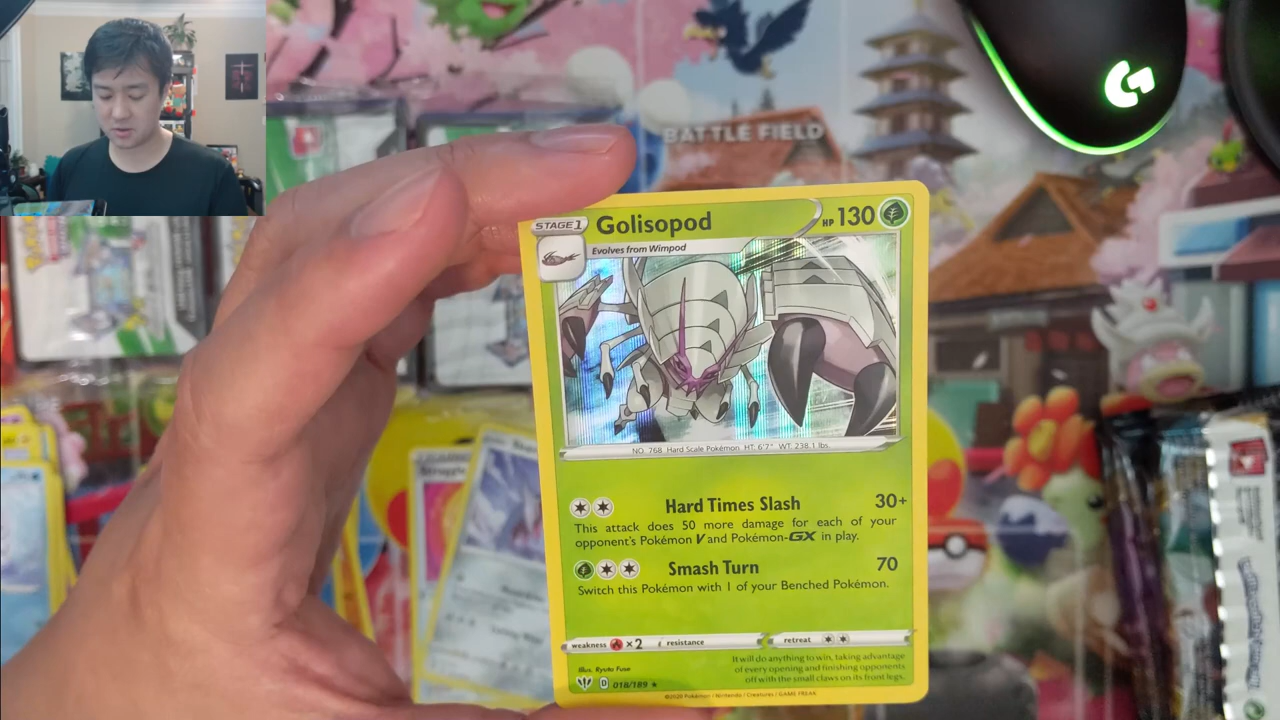 BATTLE FIELD
STAGE 1
Golisopod
HP 130
Evolves from Wimpod
NO. 768 Hard Scale Pokémon HT: 6'7" WT: 238.1 lbs.
Hard Times Slash 30+
This attack does 50 more damage for each of your
opponent's Pokémon V and Pokémon-GX in play.
Smash Turn 70
Switch this Pokémon with 1 of your Benched Pokémon.
weakness ×2 resistance retreat
It will do anything to win, taking advantage
of every opening and finishing opponents
off with the small claws on its front legs.
Illus. Ryuta Fuse
D 018/189 ★
©2020 Pokémon / Nintendo / Creatures / GAME FREAK